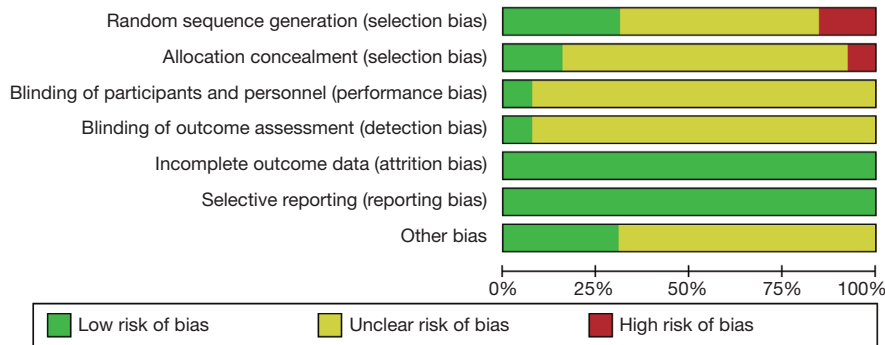 Random sequence generation (selection bias)
Allocation concealment (selection bias)
Blinding of participants and personnel (performance bias)
Blinding of outcome assessment (detection bias)
Incomplete outcome data (attrition bias)
Selective reporting (reporting bias)
Other bias
0% 25% 50% 75% 100%
Low risk of bias Unclear risk of bias High risk of bias